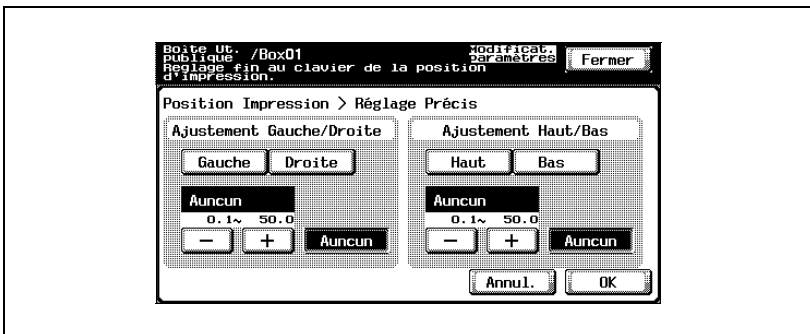 Boîte Ut.
publique /Box01
Modificat.
paramètres
Fermer
Réglage fin au clavier de la position
d'impression.
Position Impression > Réglage Précis
Ajustement Gauche/Droite
Ajustement Haut/Bas
Gauche Droite
Haut Bas
Auncun
Auncun
0.1~ 50.0
0.1~ 50.0
− + Auncun
− + Auncun
Annul. OK